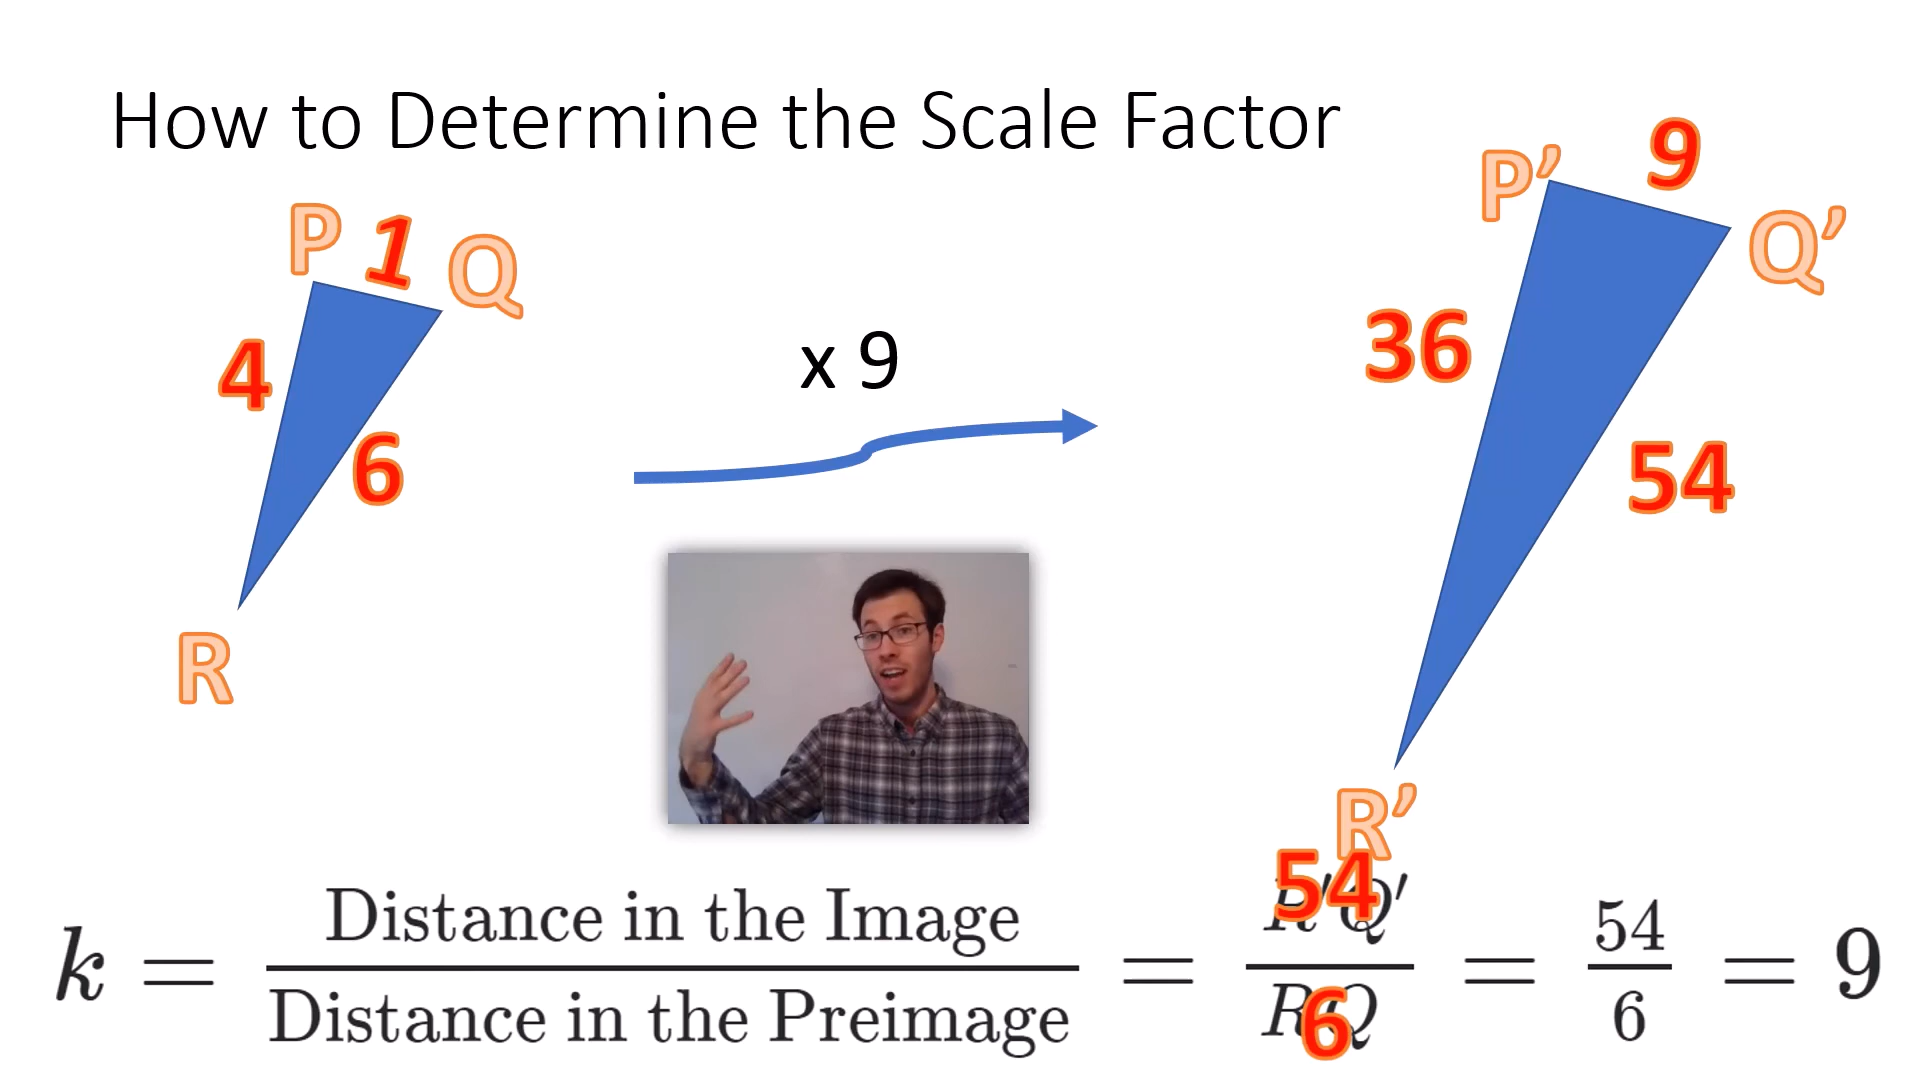 How to Determine the Scale Factor
P 1 Q
4
6
R
x 9
P' 9
Q'
36
54
R'
k = Distance in the Image / Distance in the Preimage = R'Q' / RQ = 54 / 6 = 9
54
6